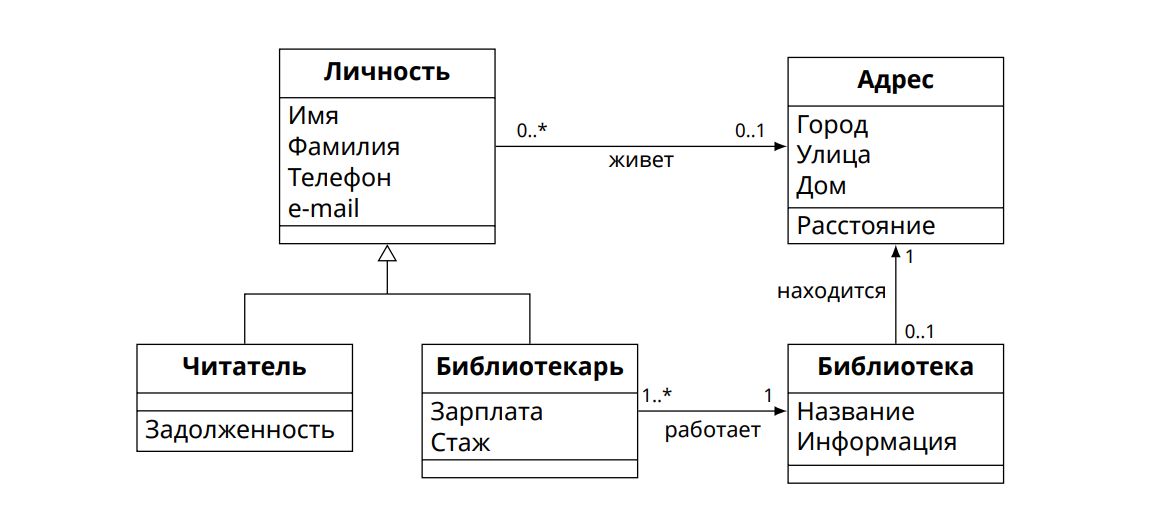 Личность
Имя
Фамилия
Телефон
e-mail
0..*
0..1
живет
Адрес
Город
Улица
Дом
Расстояние
1
находится
0..1
Читатель
Задолженность
Библиотекарь
Зарплата
Стаж
1..*
1
работает
Библиотека
Название
Информация